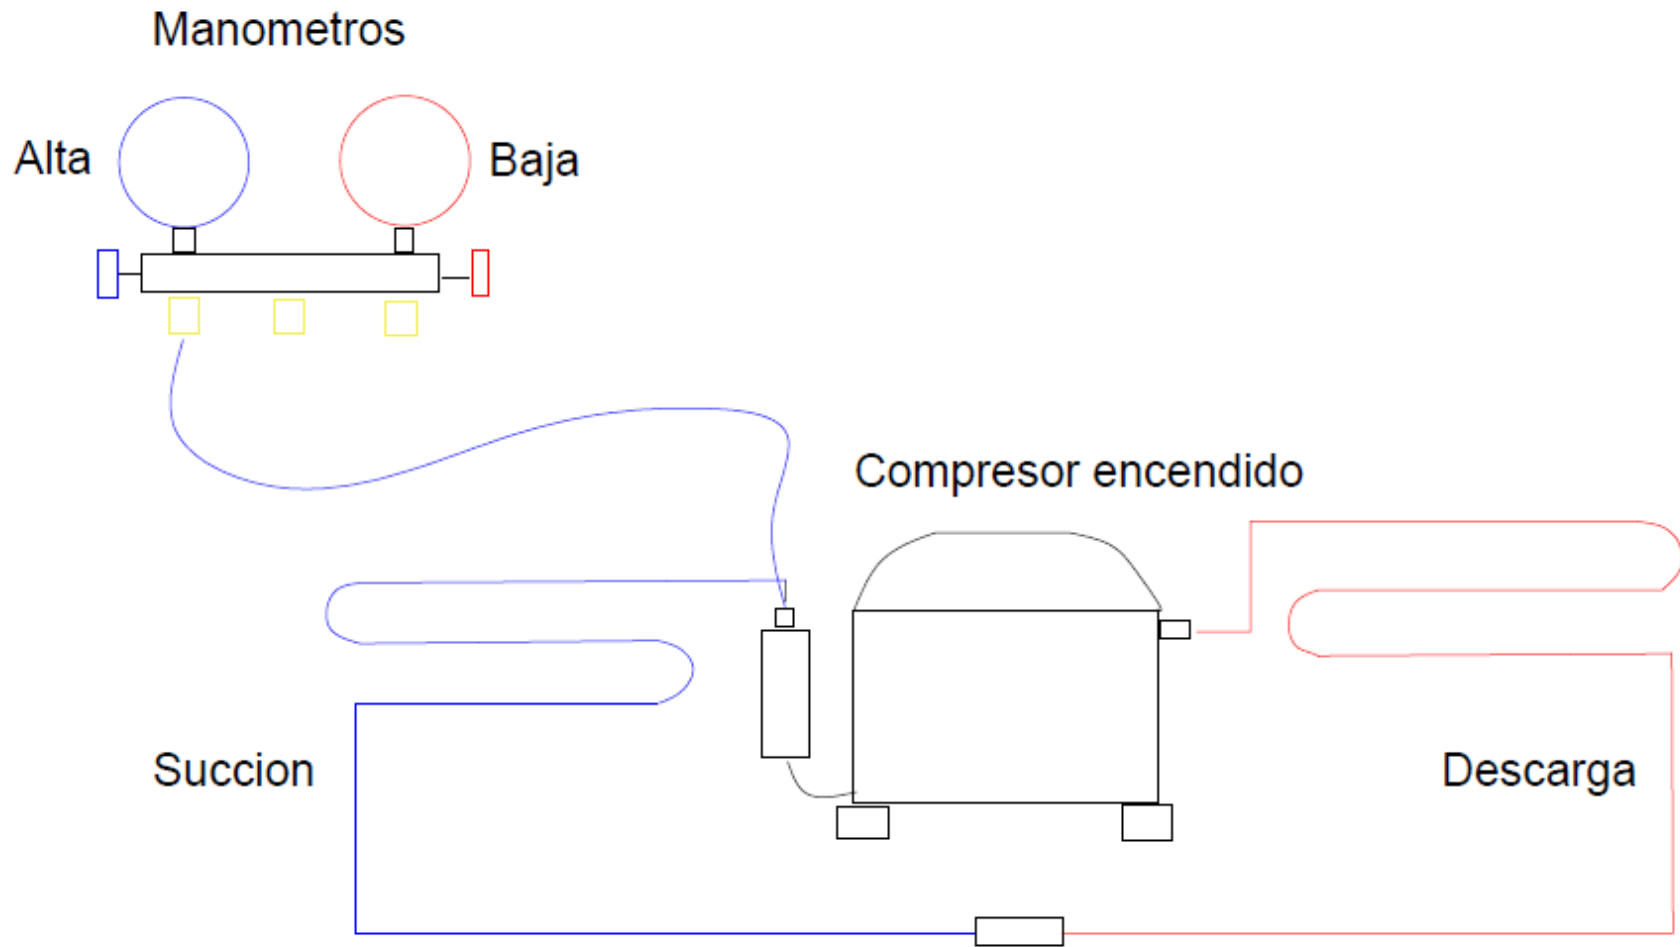 Manometros
Alta
Baja
Compresor encendido
Succion
Descarga